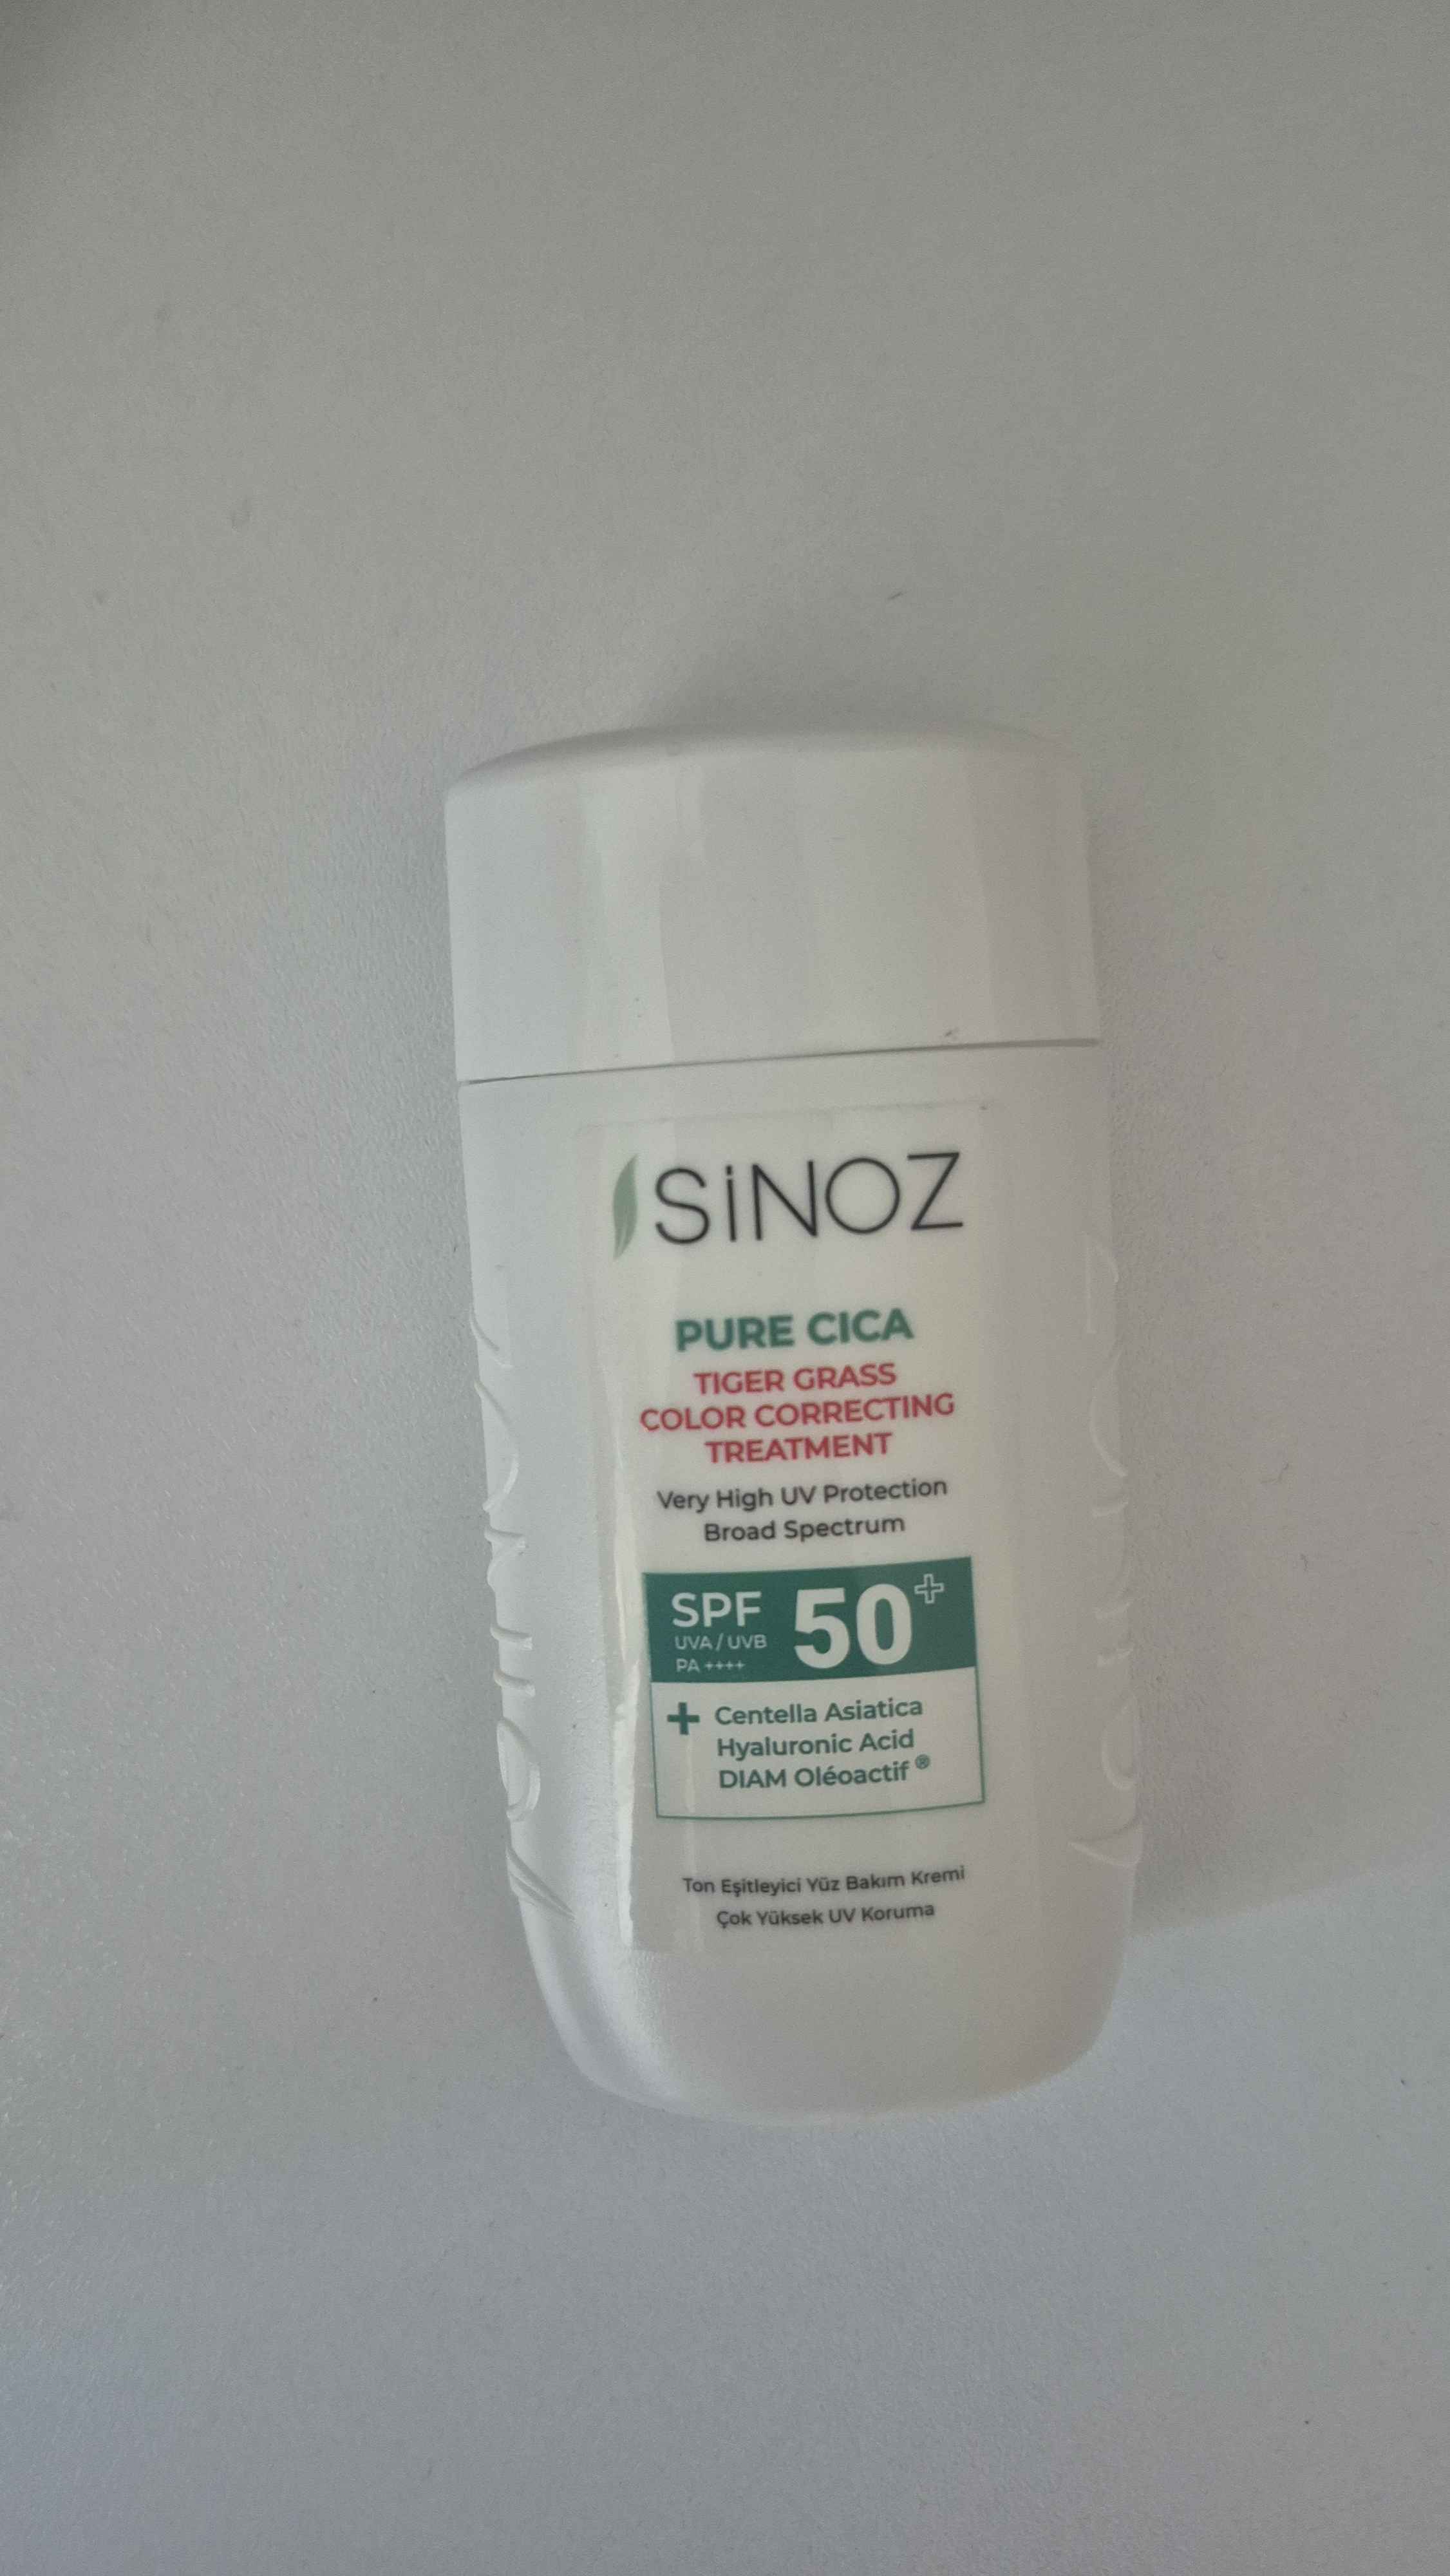 SiNOZ
PURE CICA
TIGER GRASS
COLOR CORRECTING
TREATMENT
Very High UV Protection
Broad Spectrum
SPF 50+
UVA / UVB
PA ++++
+ Centella Asiatica
Hyaluronic Acid
DIAM Oléoactif ®
Ton Eşitleyici Yüz Bakım Kremi
Çok Yüksek UV Koruma